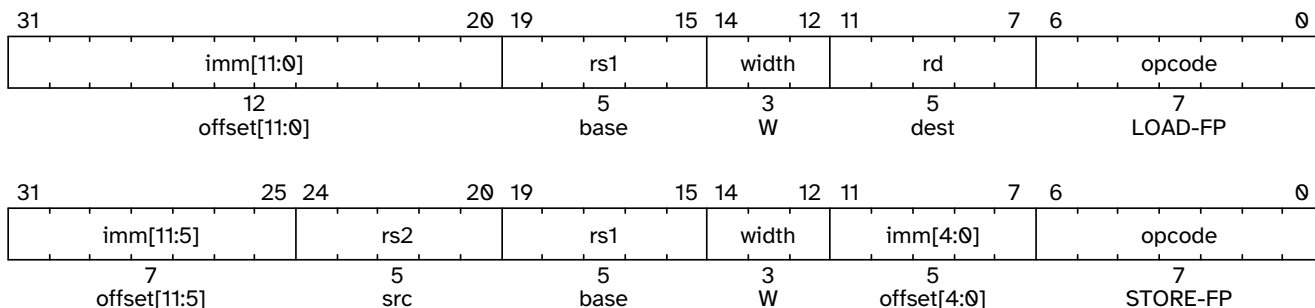 31 20 19 15 14 12 11 7 6 0
imm[11:0] rs1 width rd opcode
12 5 3 5 7
offset[11:0] base W dest LOAD-FP
31 25 24 20 19 15 14 12 11 7 6 0
imm[11:5] rs2 rs1 width imm[4:0] opcode
7 5 5 3 5 7
offset[11:5] src base W offset[4:0] STORE-FP